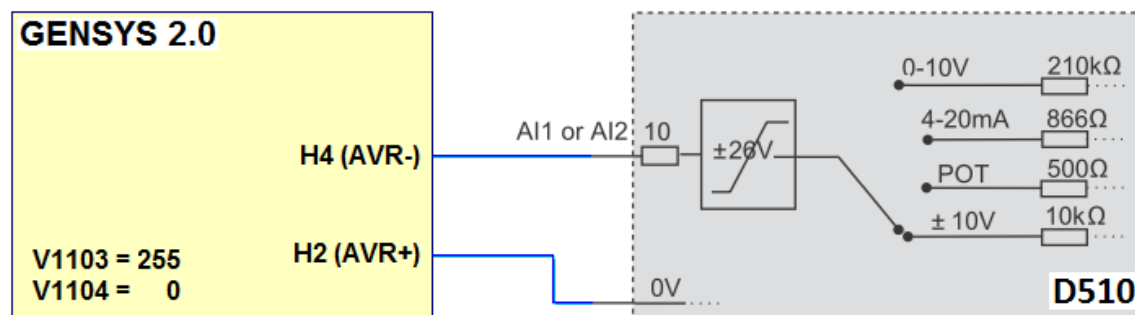 GENSYS 2.0
0-10V 210kΩ
4-20mA 866Ω
AI1 or AI2 10
±26V
H4 (AVR-)
POT 500Ω
± 10V 10kΩ
H2 (AVR+)
V1103 = 255
V1104 = 0
0V
D510